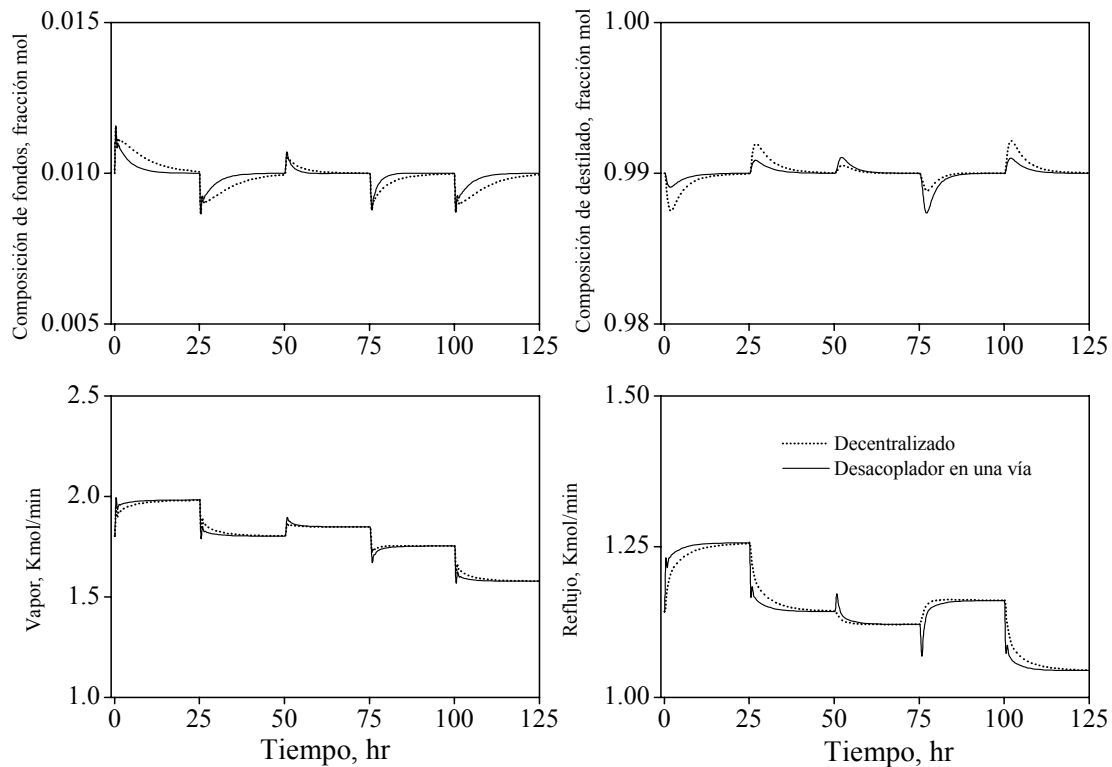 Composición de fondos, fracción mol
0.015
0.010
0.005
0 25 50 75 100 125
Composición de destilado, fracción mol
1.00
0.99
0.98
0 25 50 75 100 125
Vapor, Kmol/min
2.5
2.0
1.5
1.0
0 25 50 75 100 125
Tiempo, hr
Reflujo, Kmol/min
1.50
1.25
1.00
Decentralizado
Desacoplador en una vía
0 25 50 75 100 125
Tiempo, hr